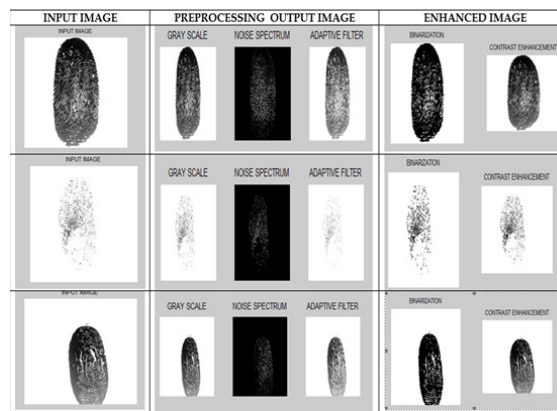 INPUT IMAGE PREPROCESSING OUTPUT IMAGE ENHANCED IMAGE
INPUT IMAGE
GRAY SCALE NOISE SPECTRUM ADAPTIVE FILTER
BINARIZATION
CONTRAST ENHANCEMENT
INPUT IMAGE
GRAY SCALE NOISE SPECTRUM ADAPTIVE FILTER
BINARIZATION
CONTRAST ENHANCEMENT
INPUT IMAGE
GRAY SCALE NOISE SPECTRUM ADAPTIVE FILTER
BINARIZATION
CONTRAST ENHANCEMENT